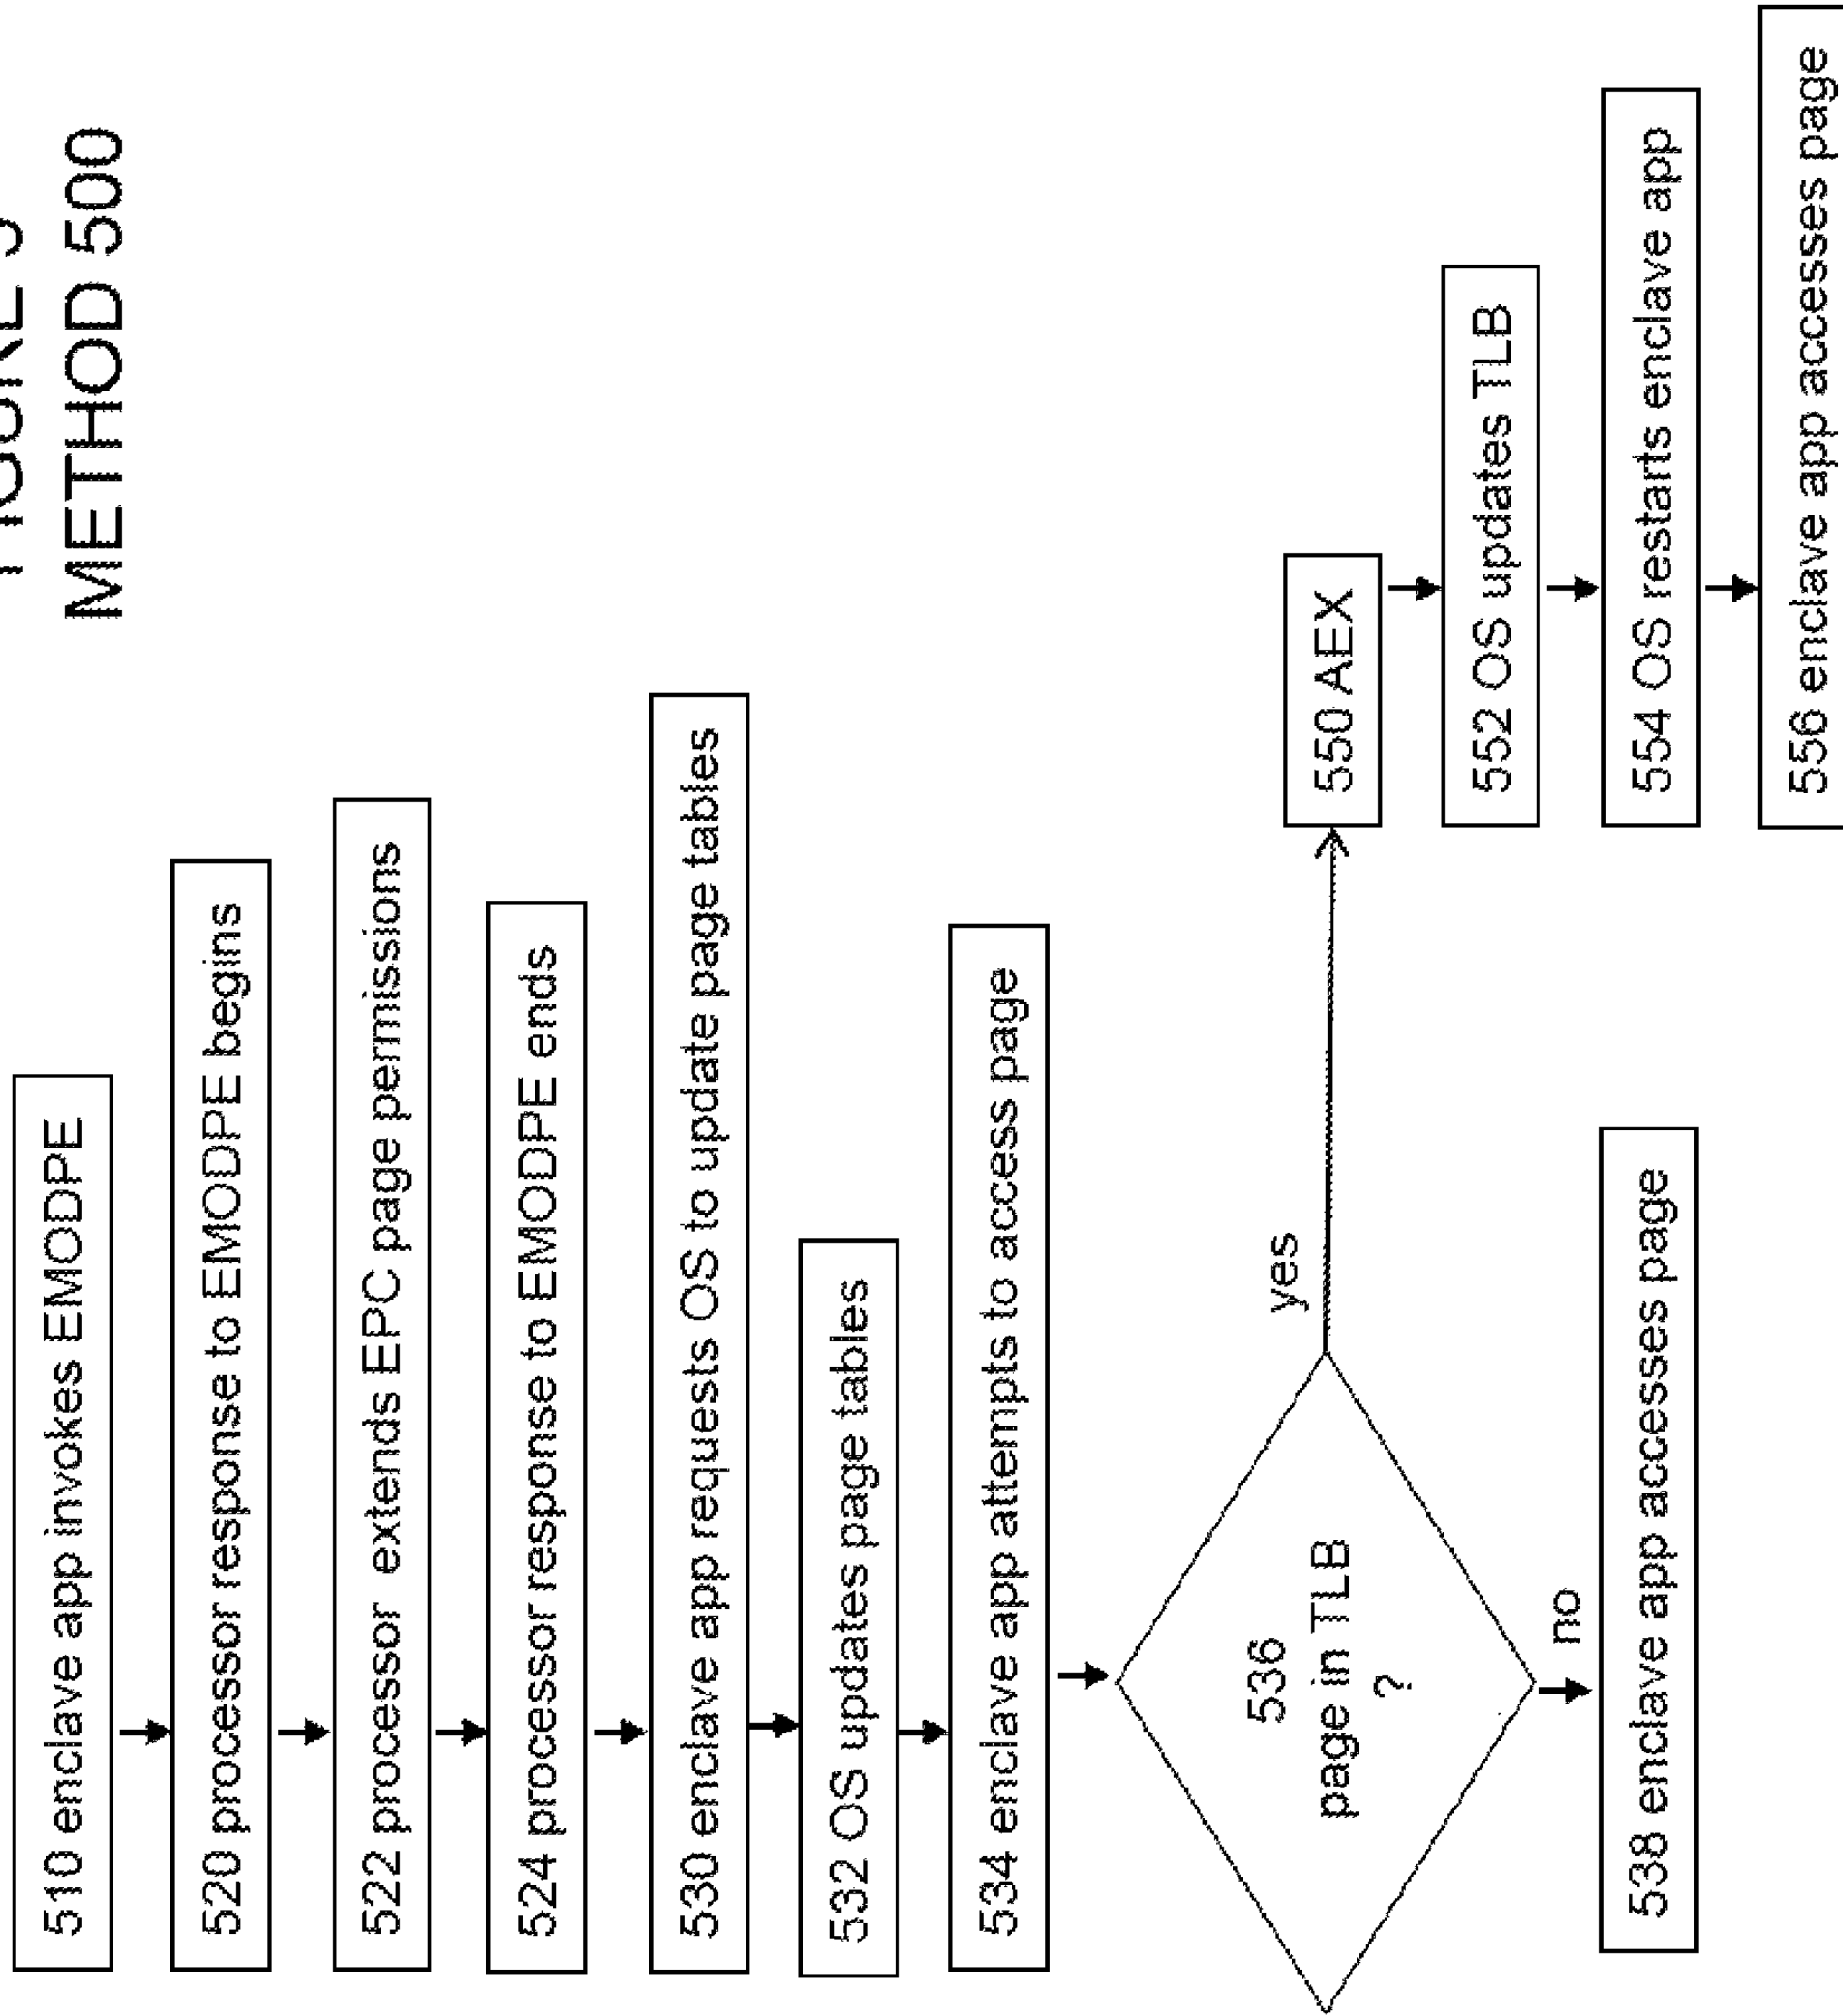 METHOD 500
510 enclave app invokes EMODPE
520 processor response to EMODPE begins
522 processor extends EPC page permissions
524 processor response to EMODPE ends
530 enclave app requests OS to update page tables
532 OS updates page tables
534 enclave app attempts to access page
536
page in TLB
?
yes
no
538 enclave app accesses page
550 AEX
552 OS updates TLB
554 OS restarts enclave app
556 enclave app accesses page